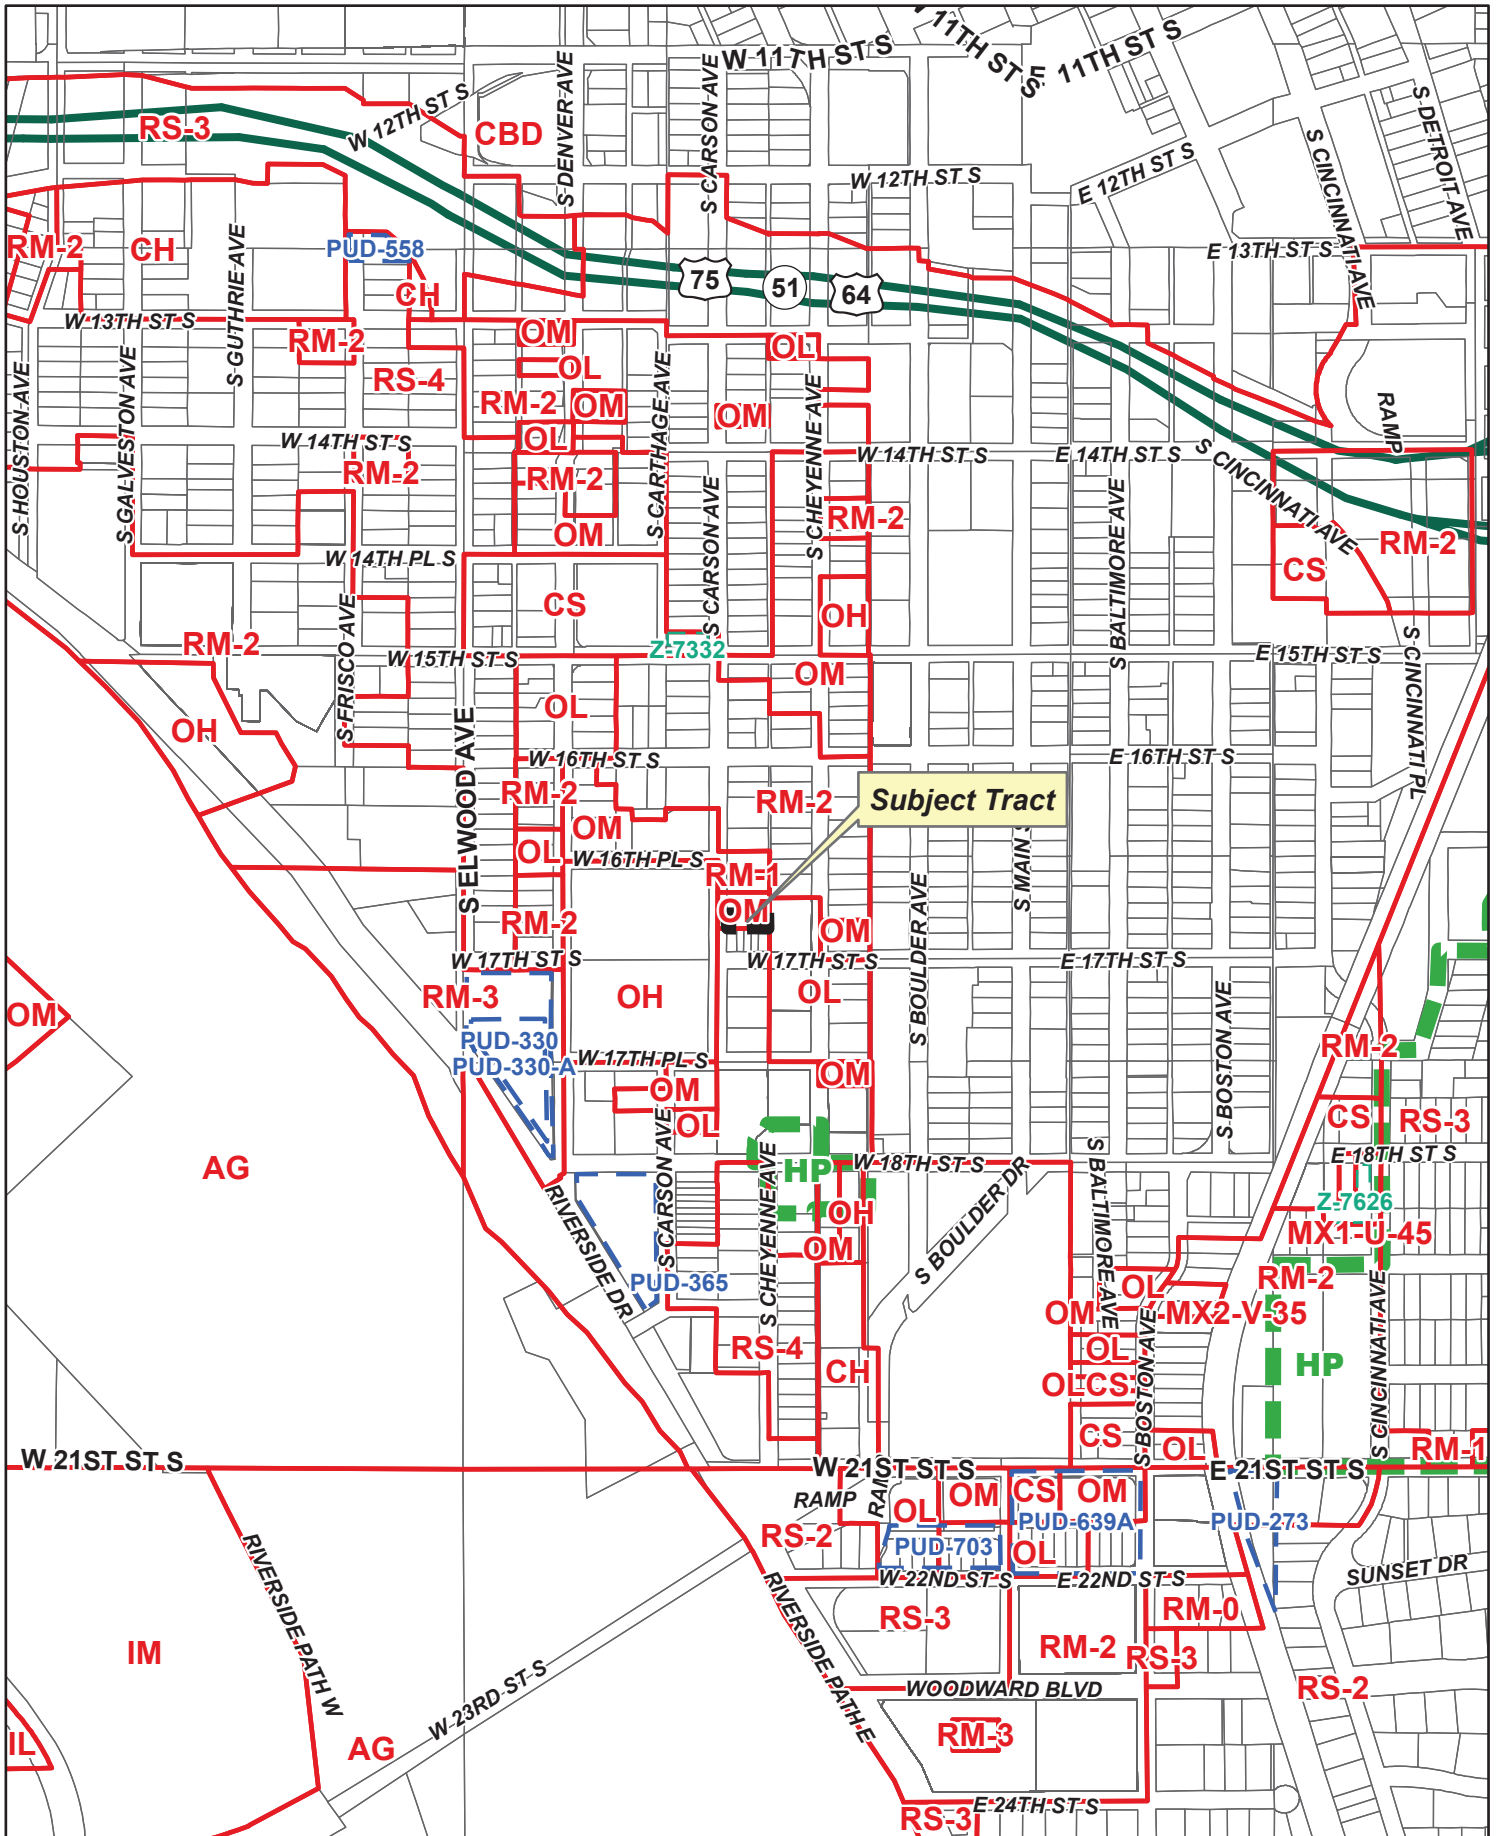 W 11TH ST S
11TH ST S
E 11TH ST S
S DETROIT AVE
S DENVER AVE
S CARSON AVE
W 12TH ST S
RS-3
CBD
S CINCINNATI AVE
W 12TH ST S
E 12TH ST S
RM-2
CH
S GUTHRIE AVE
PUD-558
E 13TH ST S
CH
75
51
64
W 13TH ST S
RM-2
OM
OL
OL
RS-4
S HOUSTON AVE
S GALVESTON AVE
S CARTHAGE AVE
S CHEYENNE AVE
RM-2
OM
OM
RAMP
OL
W 14TH ST S
W 14TH ST S
E 14TH ST S
S CINCINNATI AVE
RM-2
RM-2
S CARSON AVE
S BALTIMORE AVE
RM-2
OM
W 14TH PL S
RM-2
CS
CS
OH
S FRISCO AVE
RM-2
Z-7332
W 15TH ST S
E 15TH ST S
S CINCINNATI PL
OM
OL
OH
S ELWOOD AVE
W 16TH ST S
E 16TH ST S
RM-2
RM-2
Subject Tract
OM
OL
W 16TH PL S
RM-1
S MAIN S
S BOULDER AVE
OM
RM-2
OM
W 17TH ST S
W 17TH ST S
E 17TH ST S
RM-3
OH
OL
S BOSTON AVE
OM
PUD-330
PUD-330-A
W 17TH PL S
RM-2
OM
OM
OL
S CARSON AVE
CS
RS-3
AG
HP
W 18TH ST S
E 18TH ST S
S CHEYENNE AVE
S BALTIMORE AVE
Z-7626
OH
MX1-U-45
OM
S BOULDER DR
RIVERSIDE DR
PUD-365
OL
RM-2
OM
MX2-V-35
RS-4
OL
HP
CH
OL
CS
S BOSTON AVE
S CINCINNATI AVE
CS
OL
RM-1
W 21ST ST S
W 21ST ST S
E 21ST ST S
RAMP
RAM
OL
OM
CS
OM
RS-2
PUD-639A
PUD-273
PUD-703
OL
SUNSET DR
W 22ND ST S
E 22ND ST S
RIVERSIDE PATH W
RIVERSIDE PATH E
RS-3
RM-0
IM
RM-2
RS-3
RS-2
W 23RD ST S
WOODWARD BLVD
IL
AG
RM-3
E 24TH ST S
RS-3